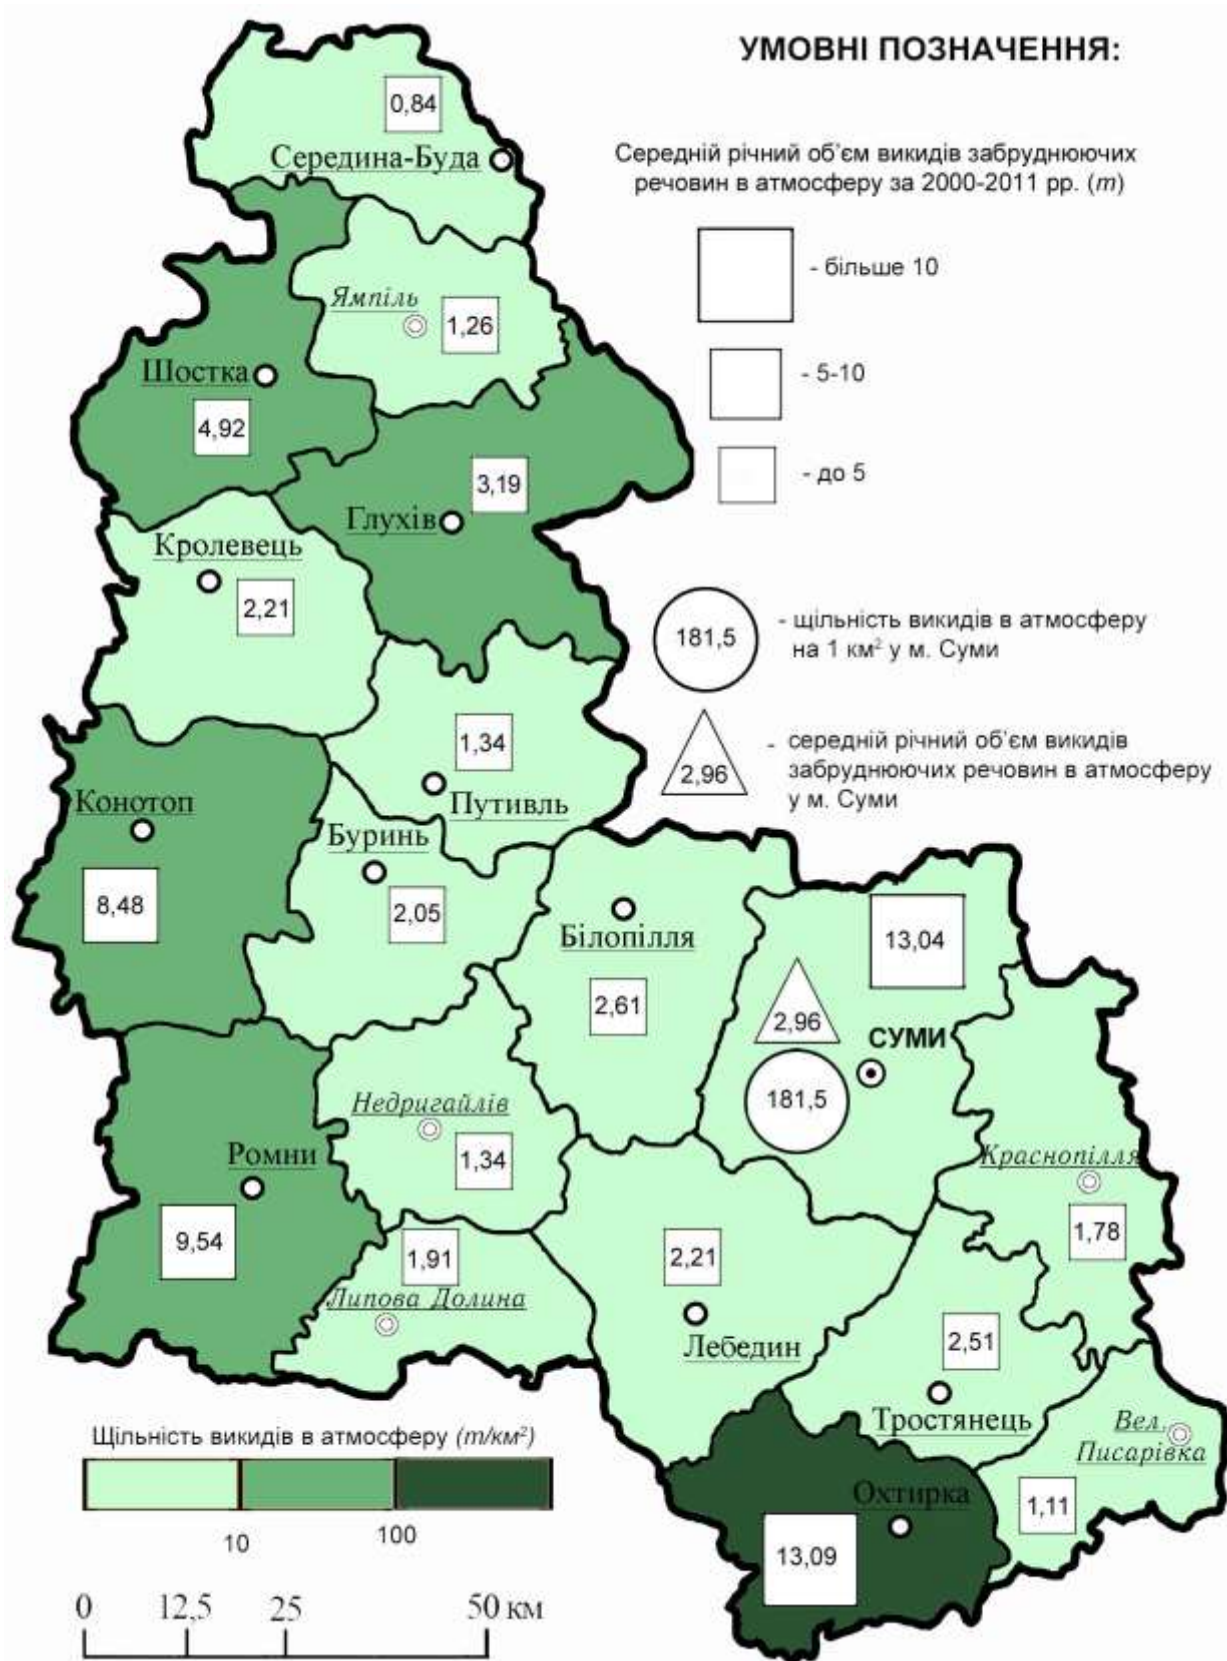 УМОВНІ ПОЗНАЧЕННЯ:
0,84
Середина-Буда
Середній річний об’єм викидів забруднюючих
речовин в атмосферу за 2000-2011 рр. (т)
- більше 10
Ямпіль
1,26
Шостка
- 5-10
4,92
3,19
- до 5
Глухів
Кролевець
2,21
181,5
- щільність викидів в атмосферу
на 1 км² у м. Суми
1,34
2,96
- середній річний об’єм викидів
забруднюючих речовин в атмосферу
у м. Суми
Конотоп
Путивль
Буринь
8,48
2,05
Білопілля
13,04
2,61
2,96
СУМИ
181,5
Недригайлів
1,34
Ромни
Краснопілля
9,54
1,91
2,21
1,78
Липова Долина
Лебедин
2,51
Тростянець
Вел.
Писарівка
Щільність викидів в атмосферу (т/км²)
10
100
Охтирка
1,11
13,09
0 12,5 25 50 км